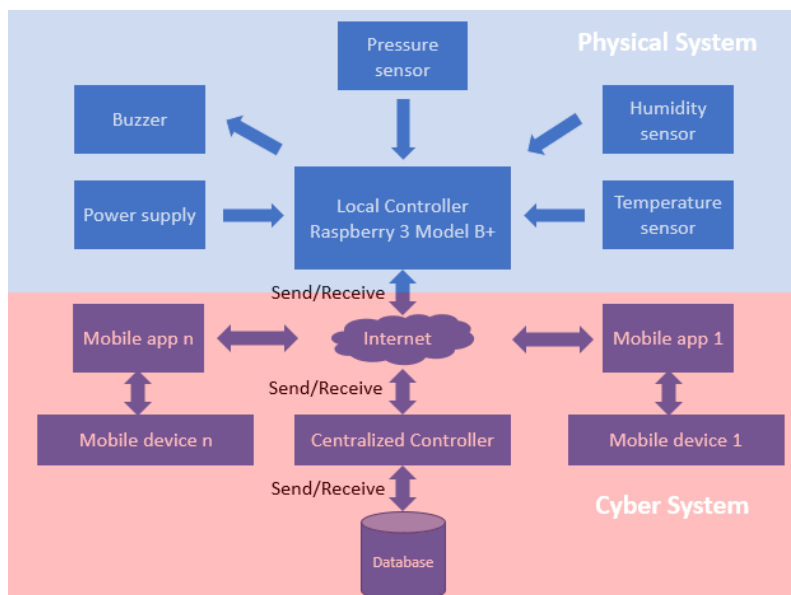 Physical System
Pressure
sensor
Buzzer
Humidity
sensor
Power supply
Local Controller
Raspberry 3 Model B+
Temperature
sensor
Send/Receive
Mobile app n
Internet
Mobile app 1
Send/Receive
Mobile device n
Centralized Controller
Mobile device 1
Send/Receive
Cyber System
Database